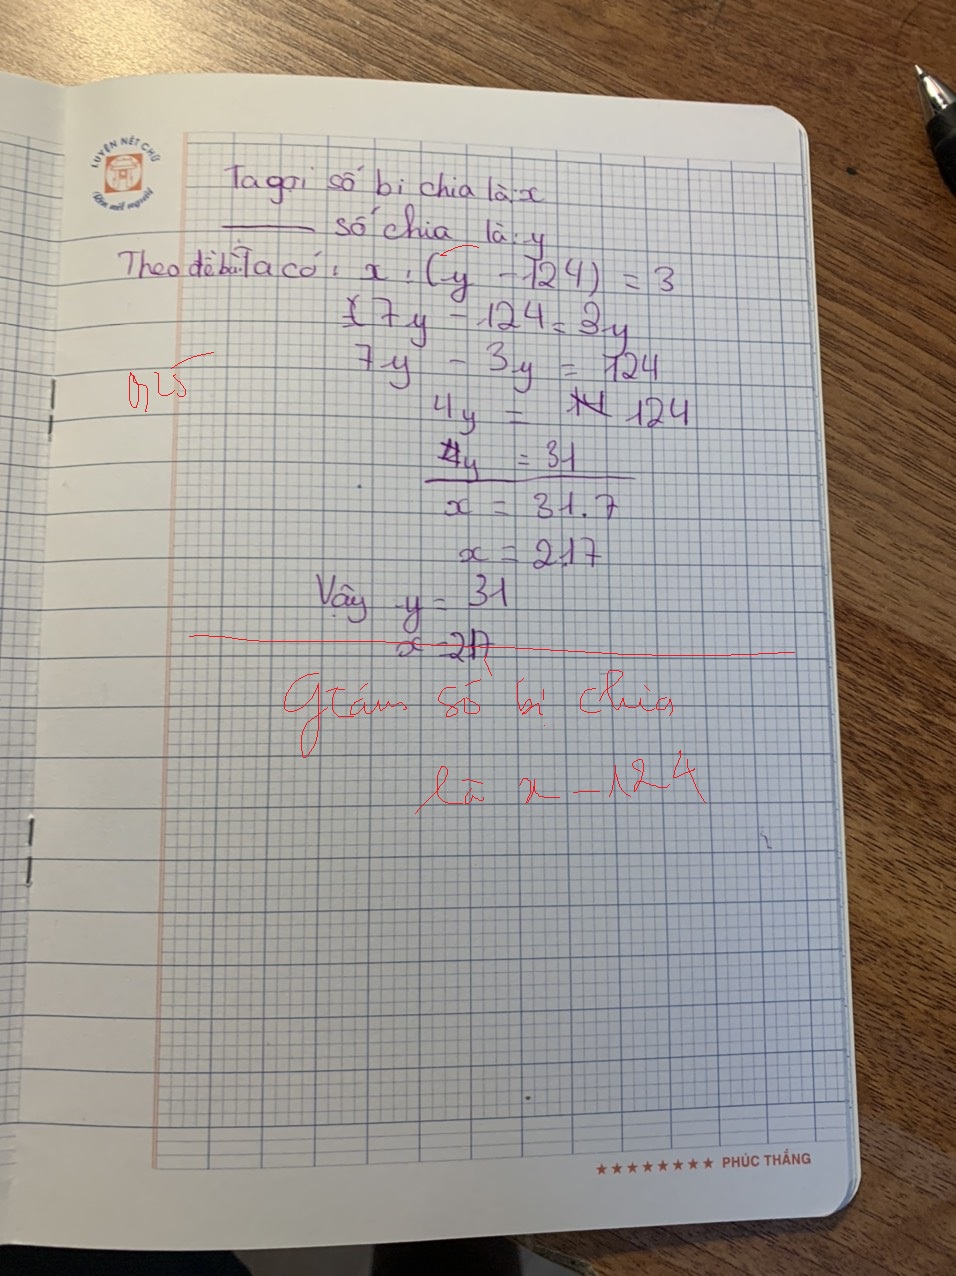 LUYỆN NÉT CHỮ
Rèn nết người
Ta gọi số bị chia là: x
số chia là: y
Theo đề bài Ta có: x : (y - 124) = 3
7y - 124 = 3y
7y - 3y = 124
4y = 124
y = 31
x = 31.7
x = 217
Vậy y = 31
x = 217
0,25
Giảm số bị chia
là x - 124
★★★★★★★★ PHÚC THẮNG